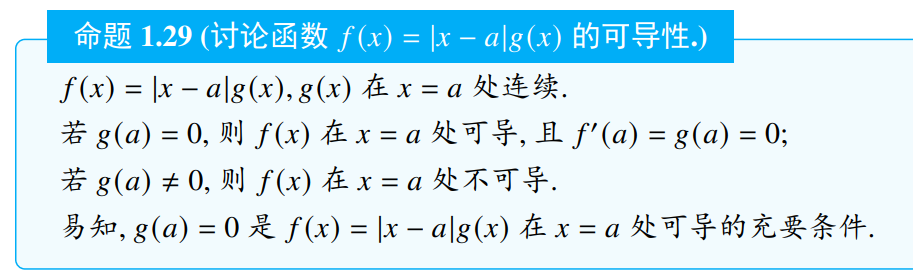 命题 1.29 (讨论函数 f(x) = |x − a|g(x) 的可导性.)
f(x) = |x − a|g(x), g(x) 在 x = a 处连续.
若 g(a) = 0, 则 f(x) 在 x = a 处可导, 且 f′(a) = g(a) = 0;
若 g(a) ≠ 0, 则 f(x) 在 x = a 处不可导.
易知, g(a) = 0 是 f(x) = |x − a|g(x) 在 x = a 处可导的充要条件.